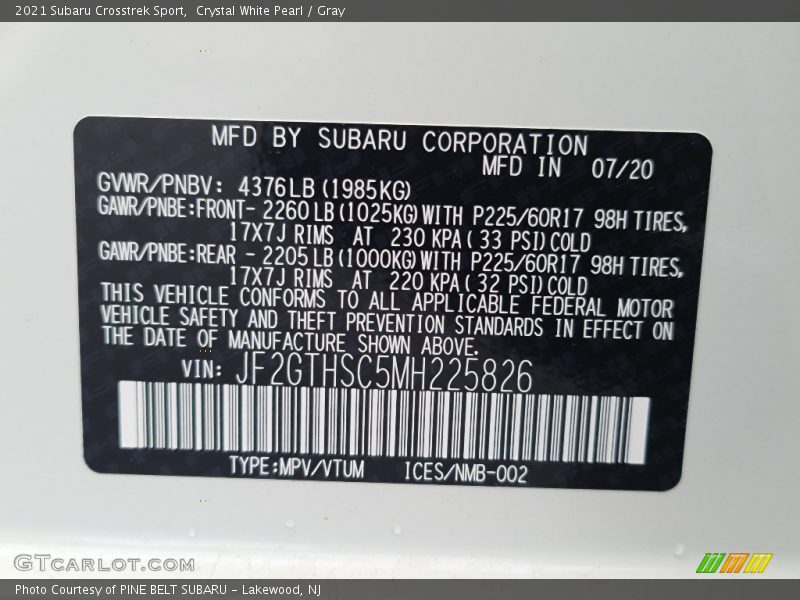 2021 Subaru Crosstrek Sport,  Crystal White Pearl / Gray
MFD BY SUBARU CORPORATION
MFD IN 07/20
GVWR/PNBV: 4376LB (1985KG)
GAWR/PNBE:FRONT- 2260 LB (1025KG) WITH P225/60R17 98H TIRES,
17X7J RIMS AT 230 KPA ( 33 PSI) COLD
GAWR/PNBE:REAR - 2205 LB (1000KG) WITH P225/60R17 98H TIRES,
17X7J RIMS AT 220 KPA ( 32 PSI) COLD
THIS VEHICLE CONFORMS TO ALL APPLICABLE FEDERAL MOTOR
VEHICLE SAFETY AND THEFT PREVENTION STANDARDS IN EFFECT ON
THE DATE OF MANUFACTURE SHOWN ABOVE.
VIN: JF2GTHSC5MH225826
TYPE:MPV/VTUM ICES/NMB-002
GTCARLOT.COM
Photo Courtesy of PINE BELT SUBARU - Lakewood, NJ